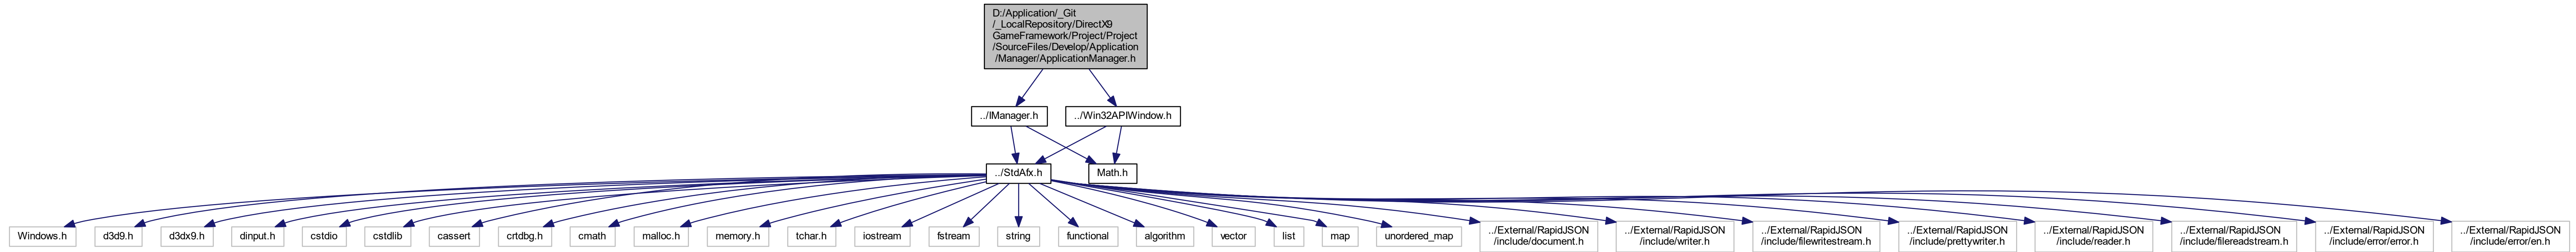 D:/Application/_Git
/_LocalRepository/DirectX9
GameFramework/Project/Project
/SourceFiles/Develop/Application
/Manager/ApplicationManager.h
../IManager.h
../Win32APIWindow.h
../StdAfx.h
Math.h
Windows.h
d3d9.h
d3dx9.h
dinput.h
cstdio
cstdlib
cassert
crtdbg.h
cmath
malloc.h
memory.h
tchar.h
iostream
fstream
string
functional
algorithm
vector
list
map
unordered_map
../External/RapidJSON
/include/document.h
../External/RapidJSON
/include/writer.h
../External/RapidJSON
/include/filewritestream.h
../External/RapidJSON
/include/prettywriter.h
../External/RapidJSON
/include/reader.h
../External/RapidJSON
/include/filereadstream.h
../External/RapidJSON
/include/error/error.h
../External/RapidJSON
/include/error/en.h